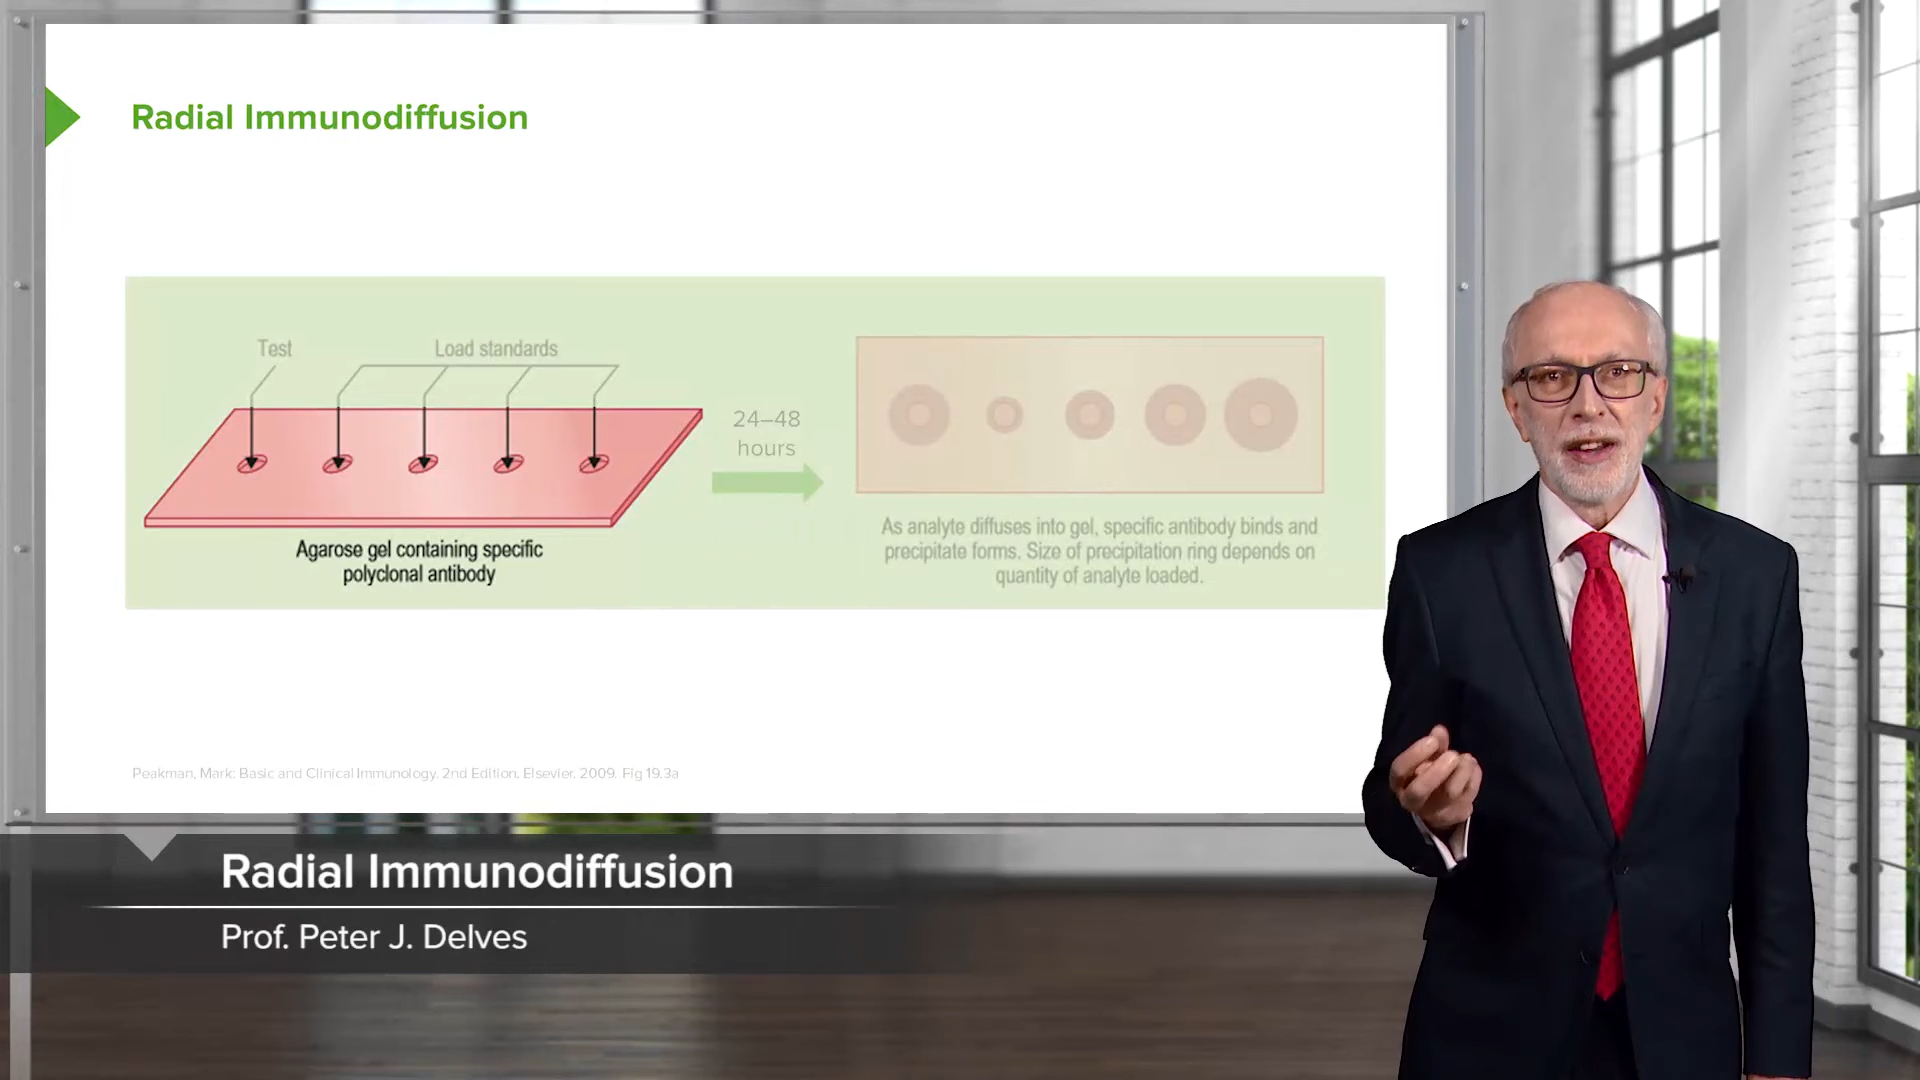 Radial Immunodiffusion
Test
Load standards
24–48
hours
Agarose gel containing specific
polyclonal antibody
As analyte diffuses into gel, specific antibody binds and
precipitate forms. Size of precipitation ring depends on
quantity of analyte loaded.
Peakman, Mark: Basic and Clinical Immunology. 2nd Edition. Elsevier. 2009. Fig 19.3a
Radial Immunodiffusion
Prof. Peter J. Delves